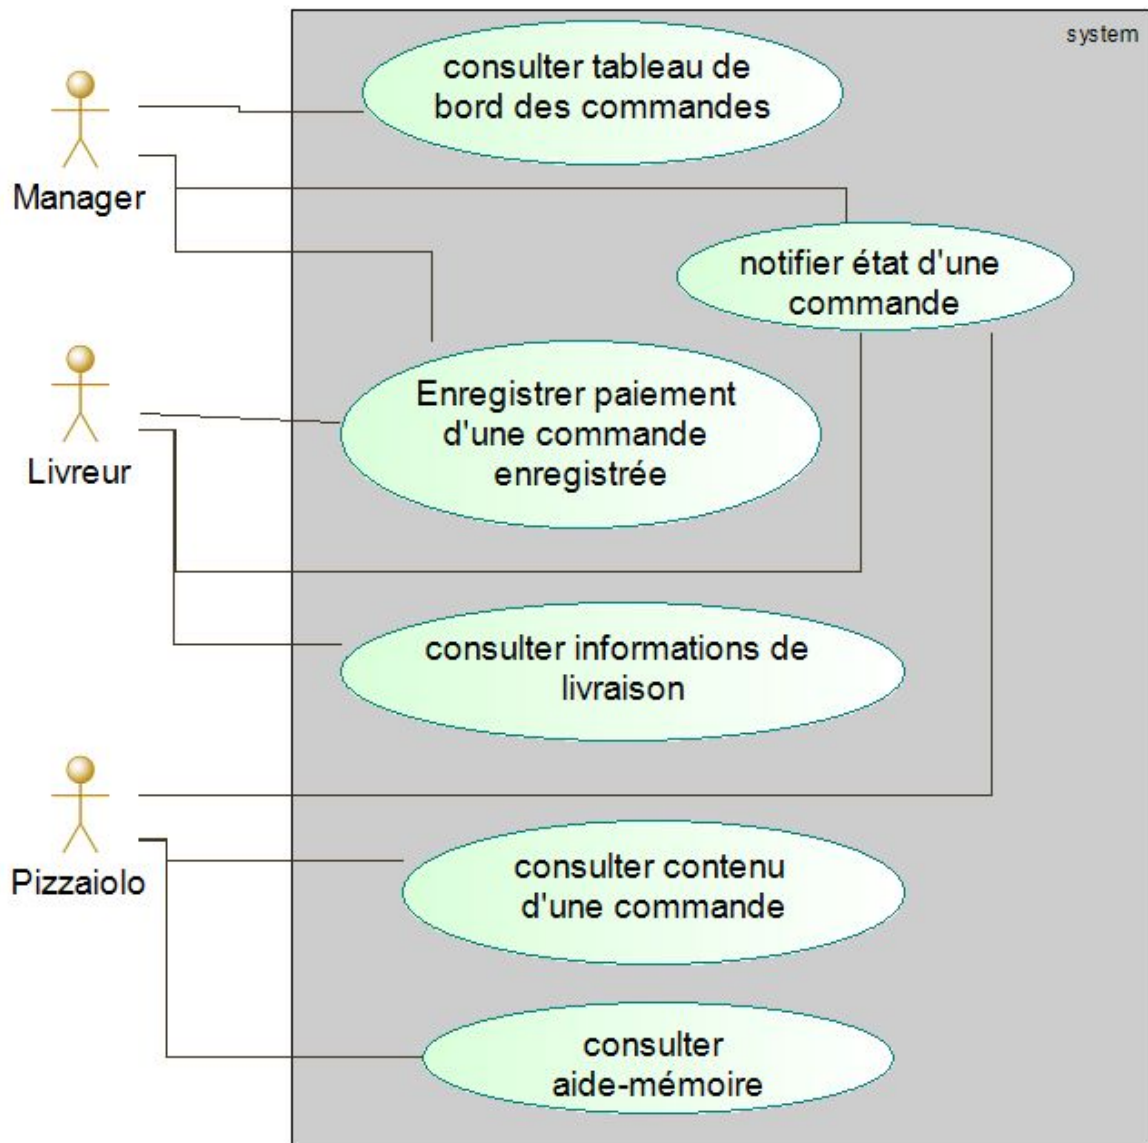 system
consulter tableau de
bord des commandes
Manager
notifier état d'une
commande
Enregistrer paiement
d'une commande
enregistrée
Livreur
consulter informations de
livraison
Pizzaiolo
consulter contenu
d'une commande
consulter
aide-mémoire